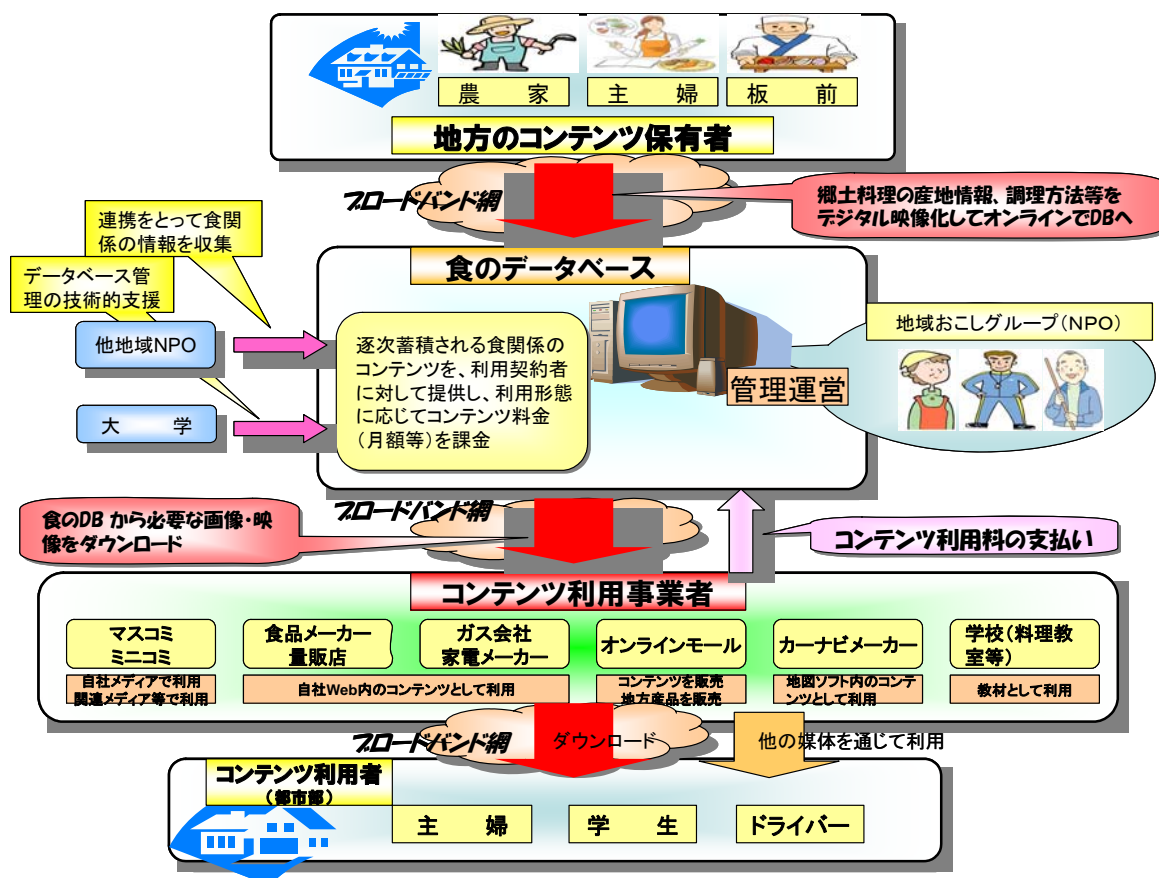 農　家
主　婦
板　前
地方のコンテンツ保有者
ブロードバンド網
郷土料理の産地情報、調理方法等を
デジタル映像化してオンラインでDBへ
連携をとって食関
係の情報を収集
データベース管
理の技術的支援
他地域NPO
大　学
食のデータベース
逐次蓄積される食関係の
コンテンツを、利用契約者
に対して提供し、利用形態
に応じてコンテンツ料金
(月額等)を課金
管理運営
地域おこしグループ(NPO)
ブロードバンド網
食のDB から必要な画像・映
像をダウンロード
コンテンツ利用料の支払い
コンテンツ利用事業者
マスコミ
ミニコミ
自社メディアで利用
関連メディア等で利用
食品メーカー
量販店
ガス会社
家電メーカー
自社Web内のコンテンツとして利用
オンラインモール
コンテンツを販売
地方産品を販売
カーナビメーカー
地図ソフト内のコンテ
ンツとして利用
学校(料理教
室等)
教材として利用
ブロードバンド網
ダウンロード
他の媒体を通じて利用
コンテンツ利用者
(都市部)
主　婦
学　生
ドライバー